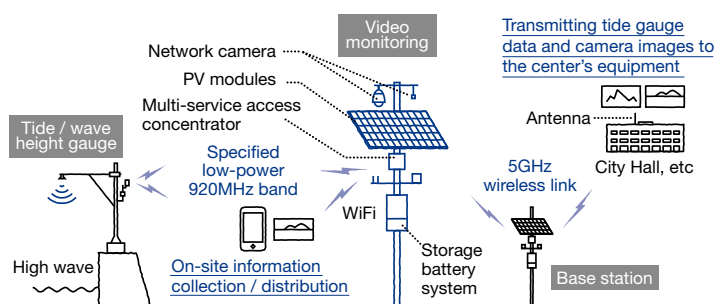 Video
monitoring
Network camera
PV modules
Multi-service access
concentrator
Transmitting tide gauge
data and camera images to
the center's equipment
Antenna
City Hall, etc
Tide / wave
height gauge
Specified
low-power
920MHz band
5GHz
wireless link
WiFi
High wave
On-site information
collection / distribution
Storage
battery
system
Base station